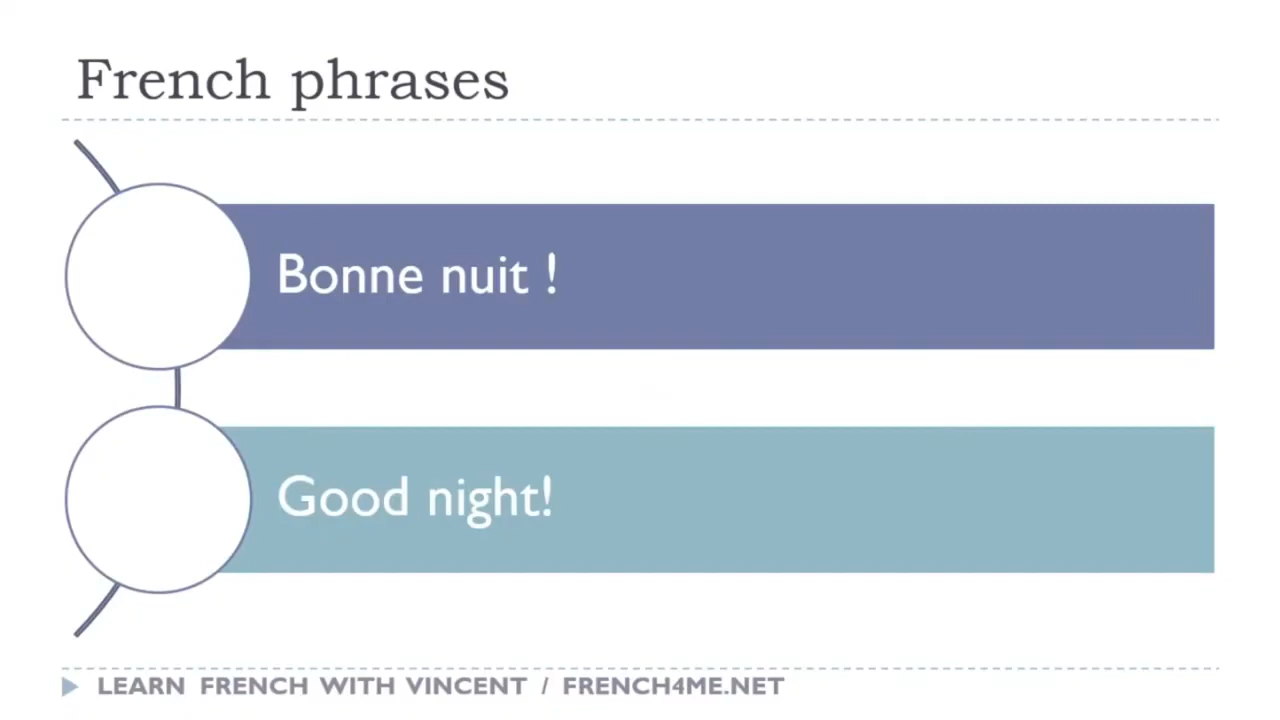 French phrases
Bonne nuit !
Good night!
LEARN FRENCH WITH VINCENT / FRENCH4ME.NET